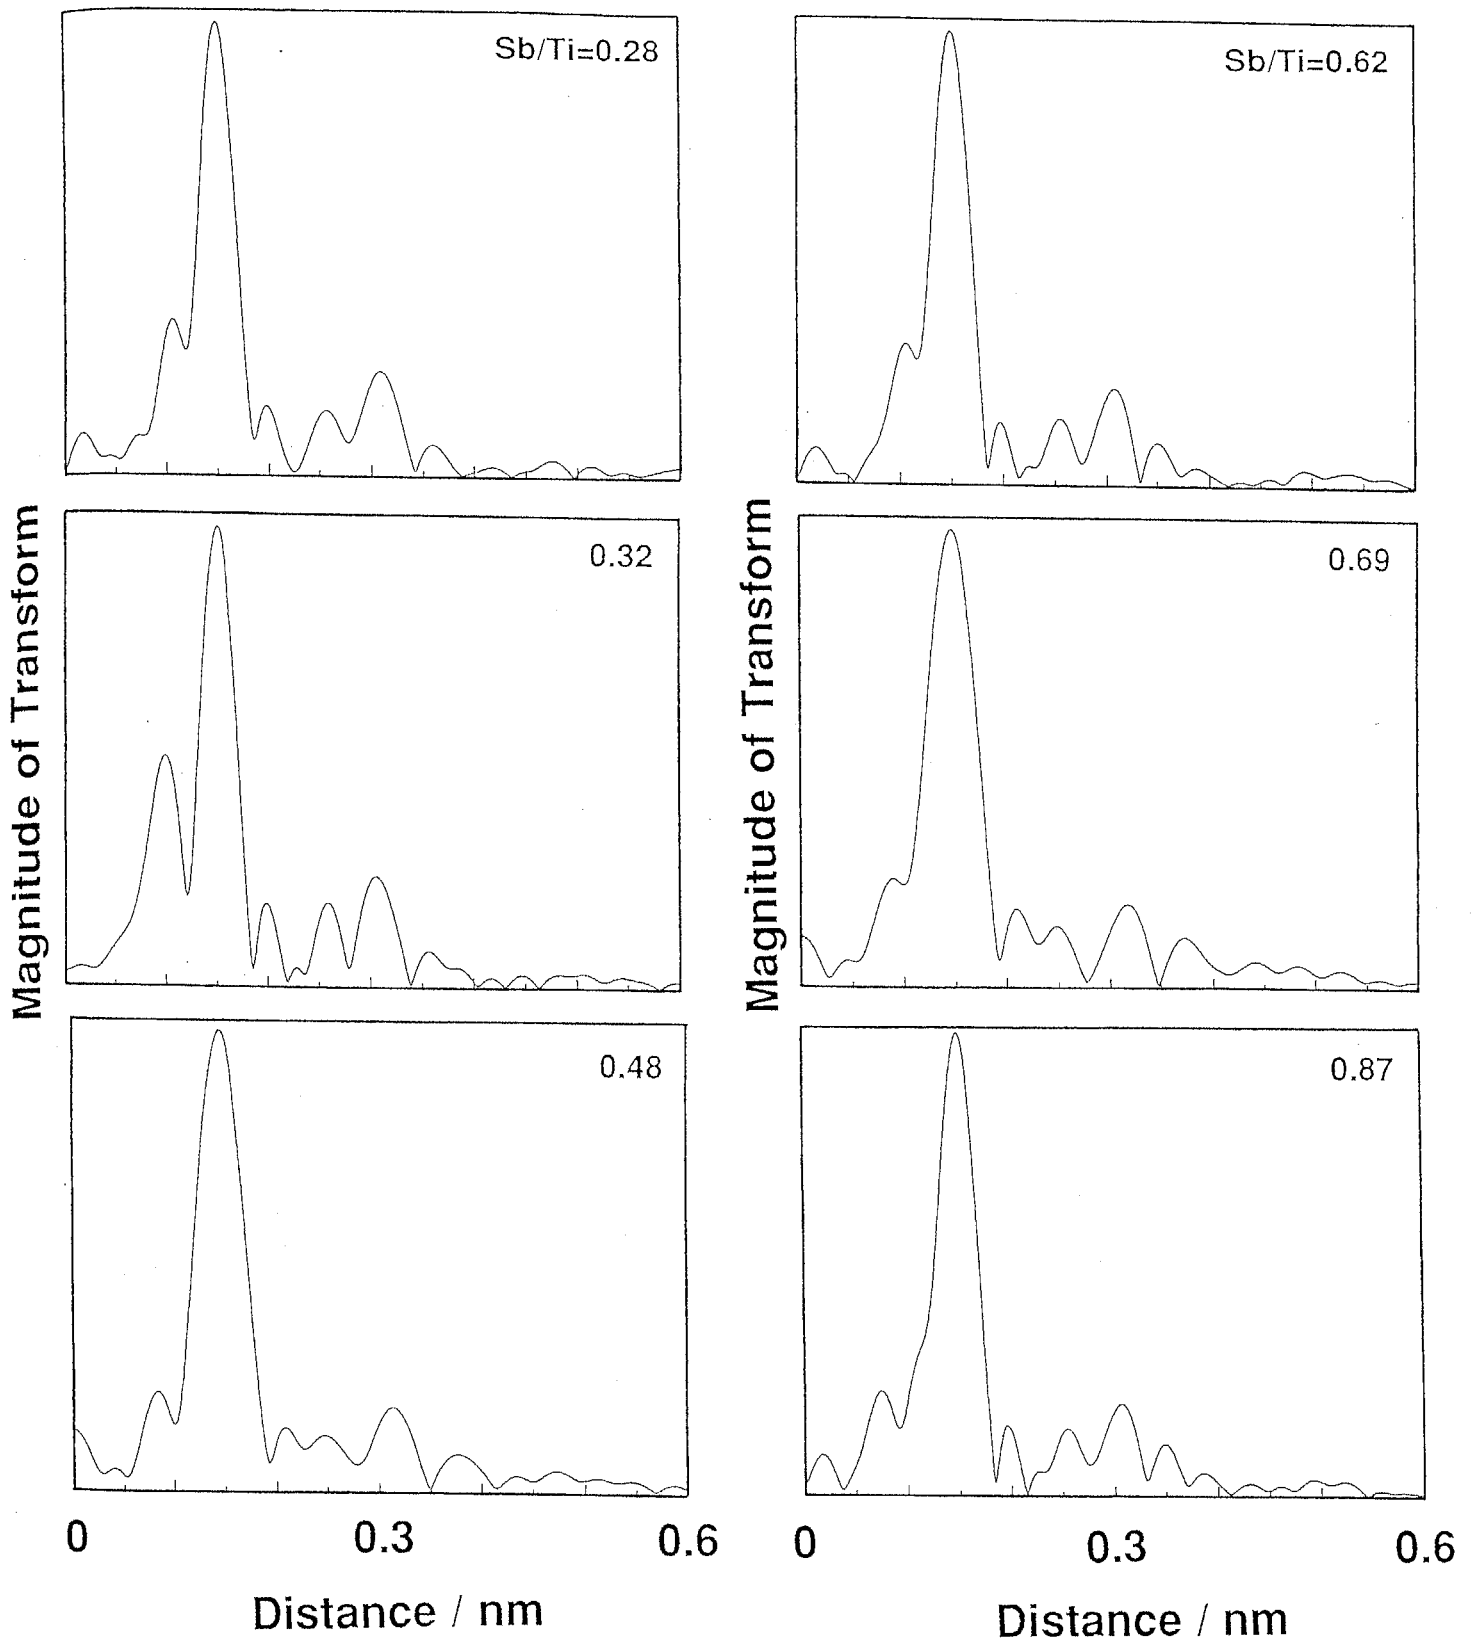 Sb/Ti=0.28
0.32
0.48
Magnitude of Transform
0
0.3
0.6
Distance / nm
Sb/Ti=0.62
0.69
0.87
Magnitude of Transform
0
0.3
0.6
Distance / nm